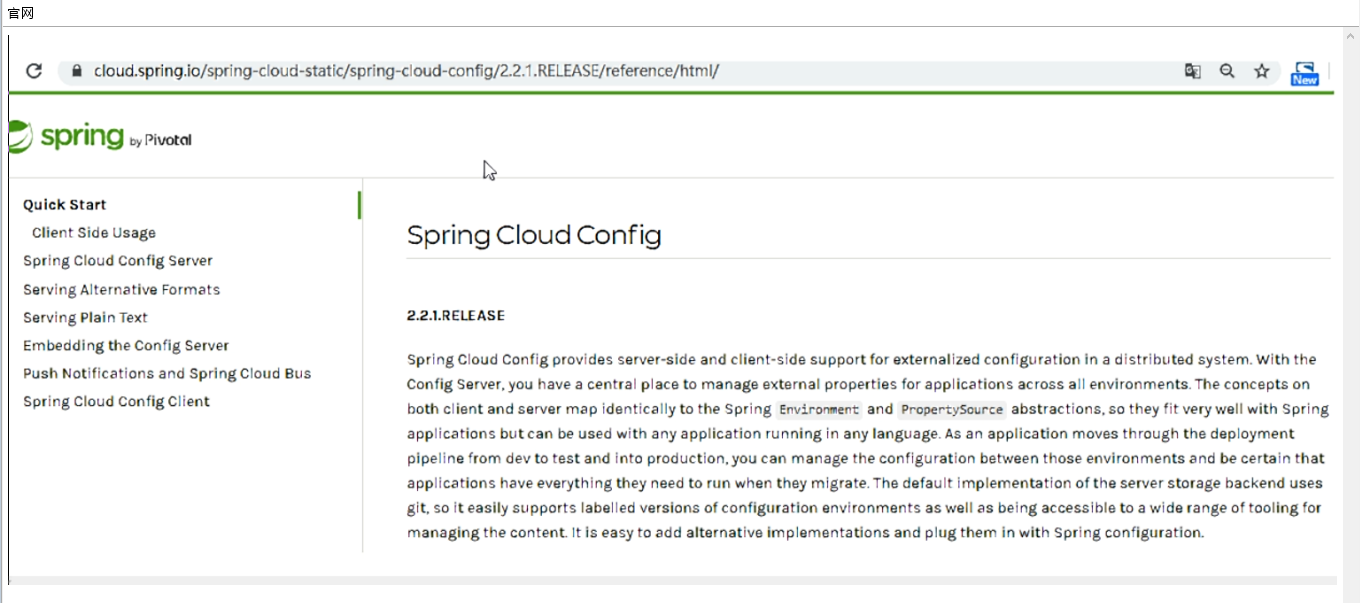 官网
cloud.spring.io/spring-cloud-static/spring-cloud-config/2.2.1.RELEASE/reference/html/
New
spring by Pivotal
Quick Start
Client Side Usage
Spring Cloud Config Server
Serving Alternative Formats
Serving Plain Text
Embedding the Config Server
Push Notifications and Spring Cloud Bus
Spring Cloud Config Client
Spring Cloud Config
2.2.1.RELEASE
Spring Cloud Config provides server-side and client-side support for externalized configuration in a distributed system. With the
Config Server, you have a central place to manage external properties for applications across all environments. The concepts on
both client and server map identically to the Spring Environment and PropertySource abstractions, so they fit very well with Spring
applications but can be used with any application running in any language. As an application moves through the deployment
pipeline from dev to test and into production, you can manage the configuration between those environments and be certain that
applications have everything they need to run when they migrate. The default implementation of the server storage backend uses
git, so it easily supports labelled versions of configuration environments as well as being accessible to a wide range of tooling for
managing the content. It is easy to add alternative implementations and plug them in with Spring configuration.